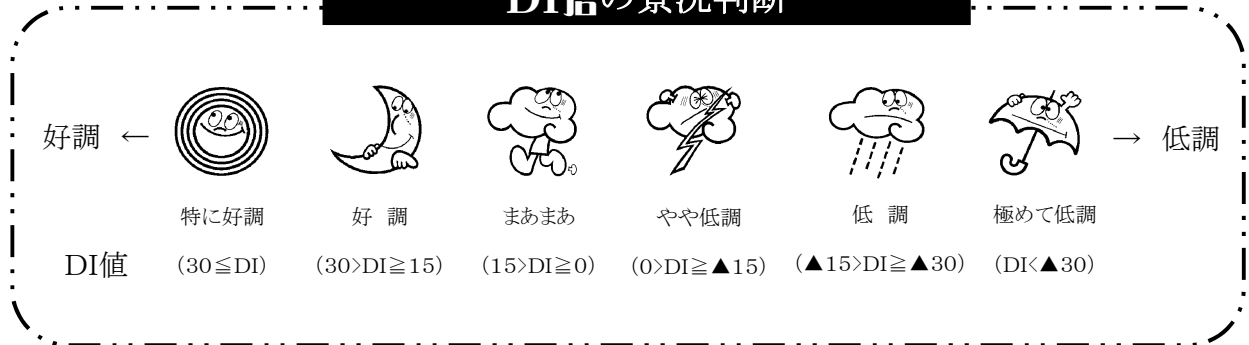 DI値の景況判断
好調 ← → 低調
特に好調 好 調 まあまあ やや低調 低 調 極めて低調
DI値 (30≦DI) (30>DI≧15) (15>DI≧0) (0>DI≧▲15) (▲15>DI≧▲30) (DI<▲30)